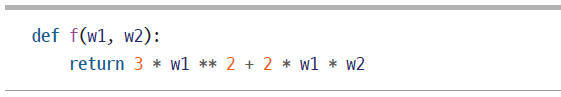 def f(w1, w2):
    return 3 * w1 ** 2 + 2 * w1 * w2